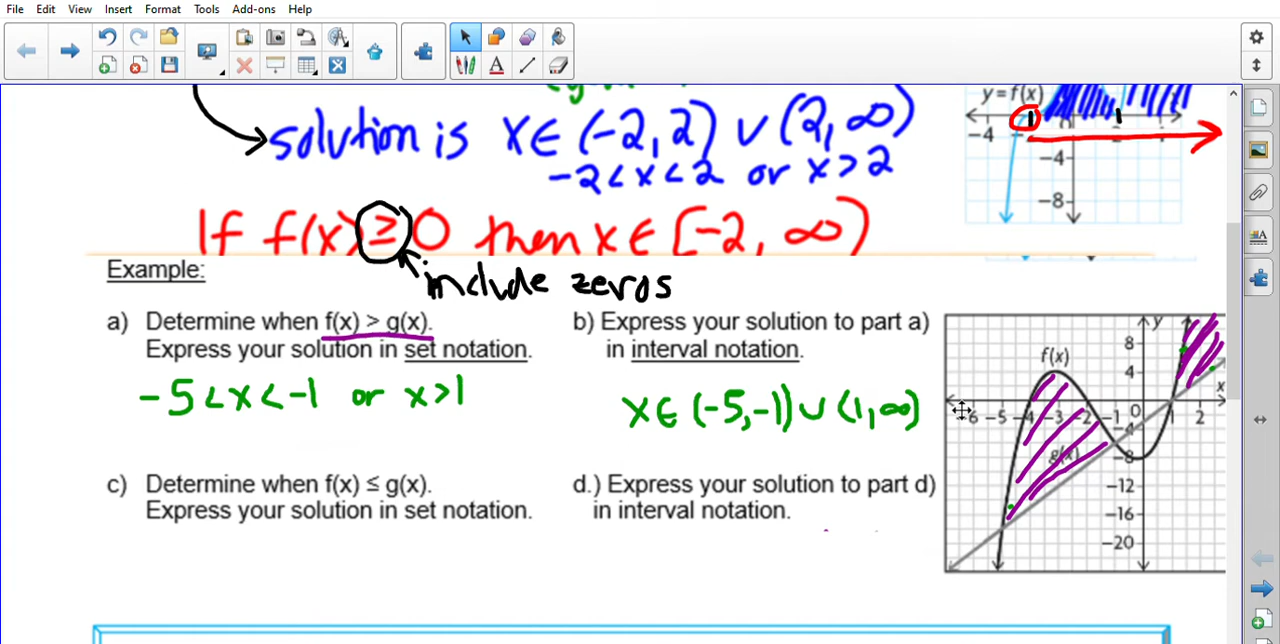 File Edit View Insert Format Tools Add-ons Help
solution is x∈ (-2,2) ∪ (2,∞)
-2<x<2 or x>2
If f(x)≥0 then x∈[-2, ∞)
include zeros
y=f(x)
-4
-4
-8
Example:
a) Determine when f(x) > g(x).
Express your solution in set notation.
-5<x<-1 or x>1
b) Express your solution to part a)
in interval notation.
x∈ (-5,-1) ∪ (1,∞)
c) Determine when f(x) ≤ g(x).
Express your solution in set notation.
d.) Express your solution to part d)
in interval notation.
y
8
f(x)
4
x
-6 -5 -4 -3 -2 -1 0 2
-4
g(x)
-8
-12
-16
-20